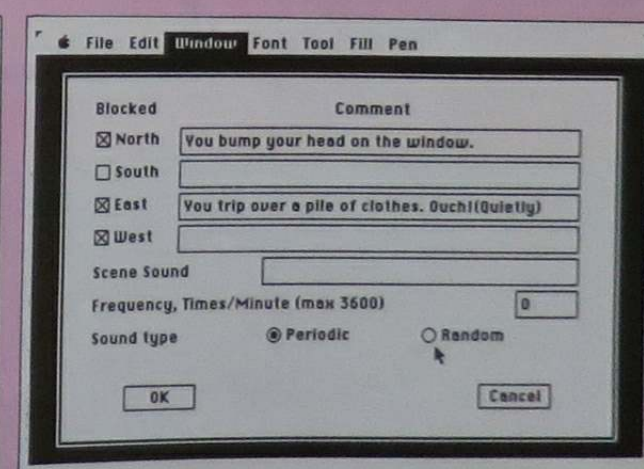 File Edit Window Font Tool Fill Pen
Blocked Comment
North You bump your head on the window.
South
East You trip over a pile of clothes. Ouch!(Quietly)
West
Scene Sound
Frequency, Times/Minute (max 3600) 0
Sound type Periodic Random
OK Cancel